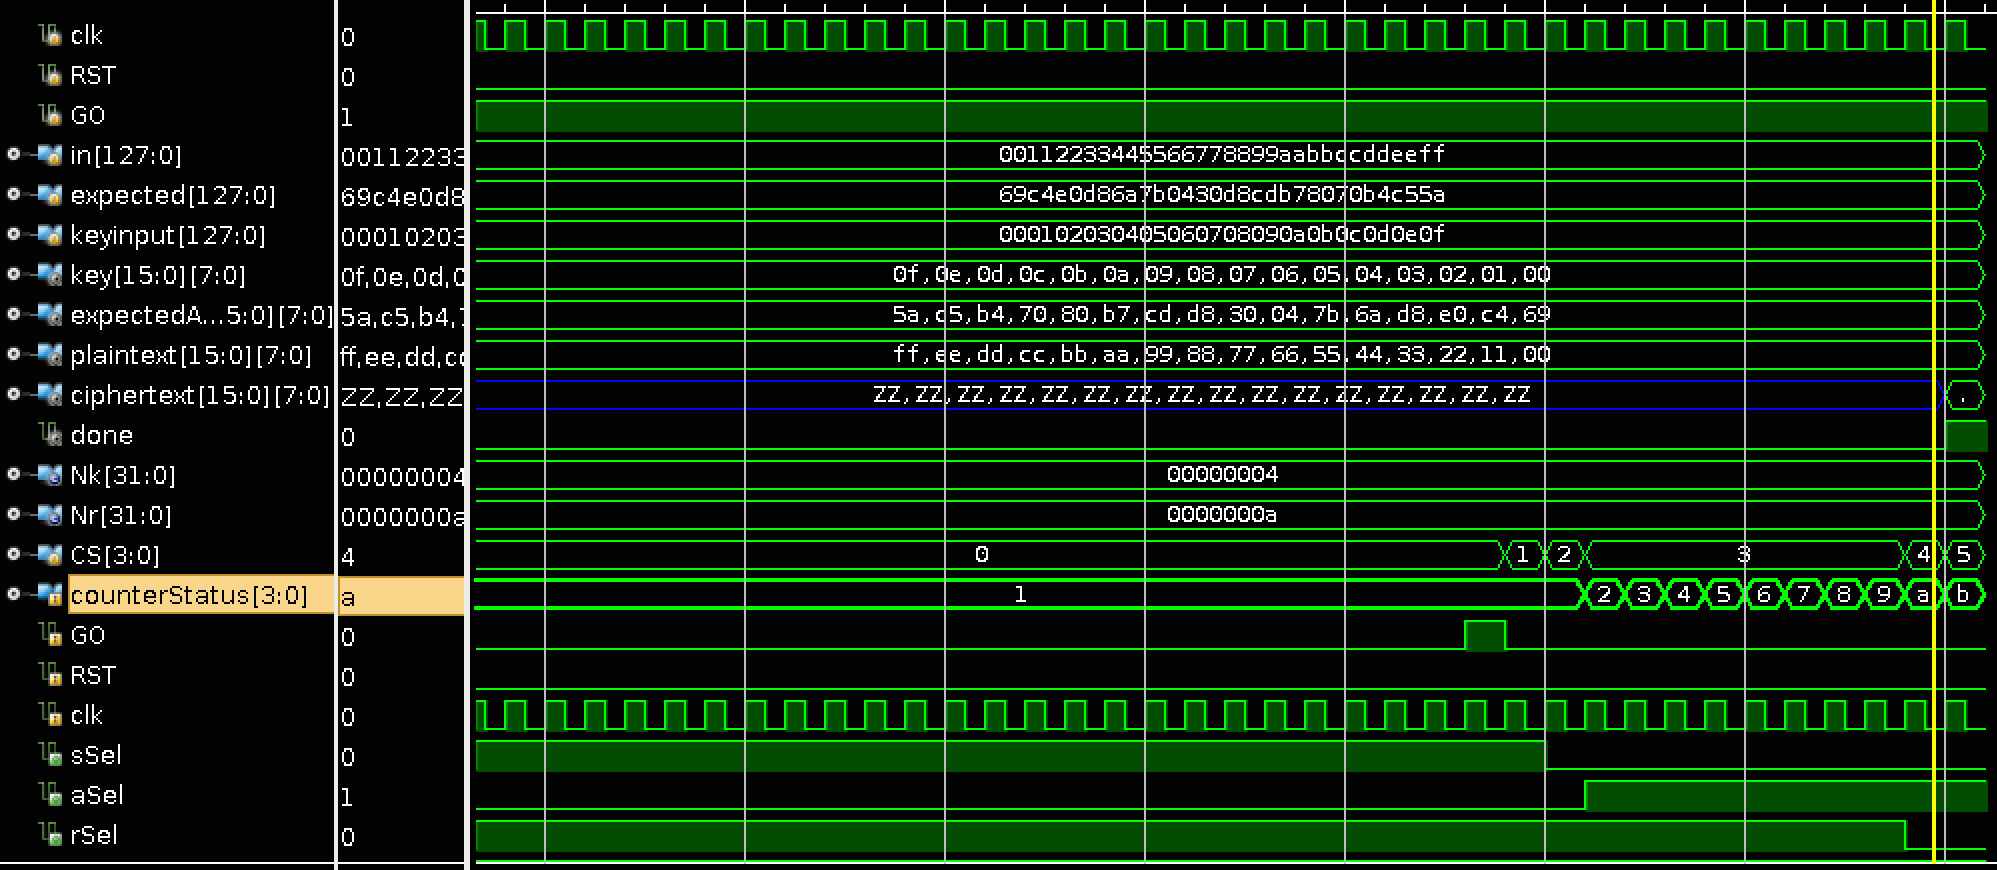 clk 0
RST 0
GO 1
in[127:0] 00112233 00112233445566778899aabbccddeeff
expected[127:0] 69c4e0d8 69c4e0d86a7b0430d8cdb78070b4c55a
keyinput[127:0] 00010203 000102030405060708090a0b0c0d0e0f
key[15:0][7:0] 0f,0e,0d,0 0f,0e,0d,0c,0b,0a,09,08,07,06,05,04,03,02,01,00
expectedA...5:0][7:0] 5a,c5,b4, 5a,c5,b4,70,80,b7,cd,d8,30,04,7b,6a,d8,e0,c4,69
plaintext[15:0][7:0] ff,ee,dd,cc ff,ee,dd,cc,bb,aa,99,88,77,66,55,44,33,22,11,00
ciphertext[15:0][7:0] ZZ,ZZ,ZZ ZZ,ZZ,ZZ,ZZ,ZZ,ZZ,ZZ,ZZ,ZZ,ZZ,ZZ,ZZ,ZZ,ZZ,ZZ,ZZ .
done 0
Nk[31:0] 00000004 00000004
Nr[31:0] 0000000a 0000000a
CS[3:0] 4 0 1 2 3 4 5
counterStatus[3:0] a 1 2 3 4 5 6 7 8 9 a b
GO 0
RST 0
clk 0
sSel 0
aSel 1
rSel 0